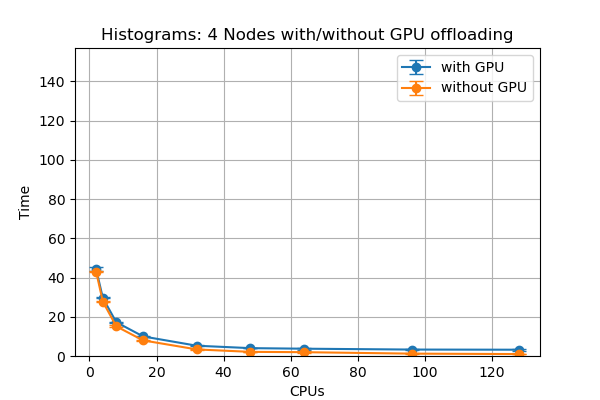 Histograms: 4 Nodes with/without GPU offloading
with GPU
without GPU
140
120
100
80
60
40
20
0
Time
0 20 40 60 80 100 120
CPUs